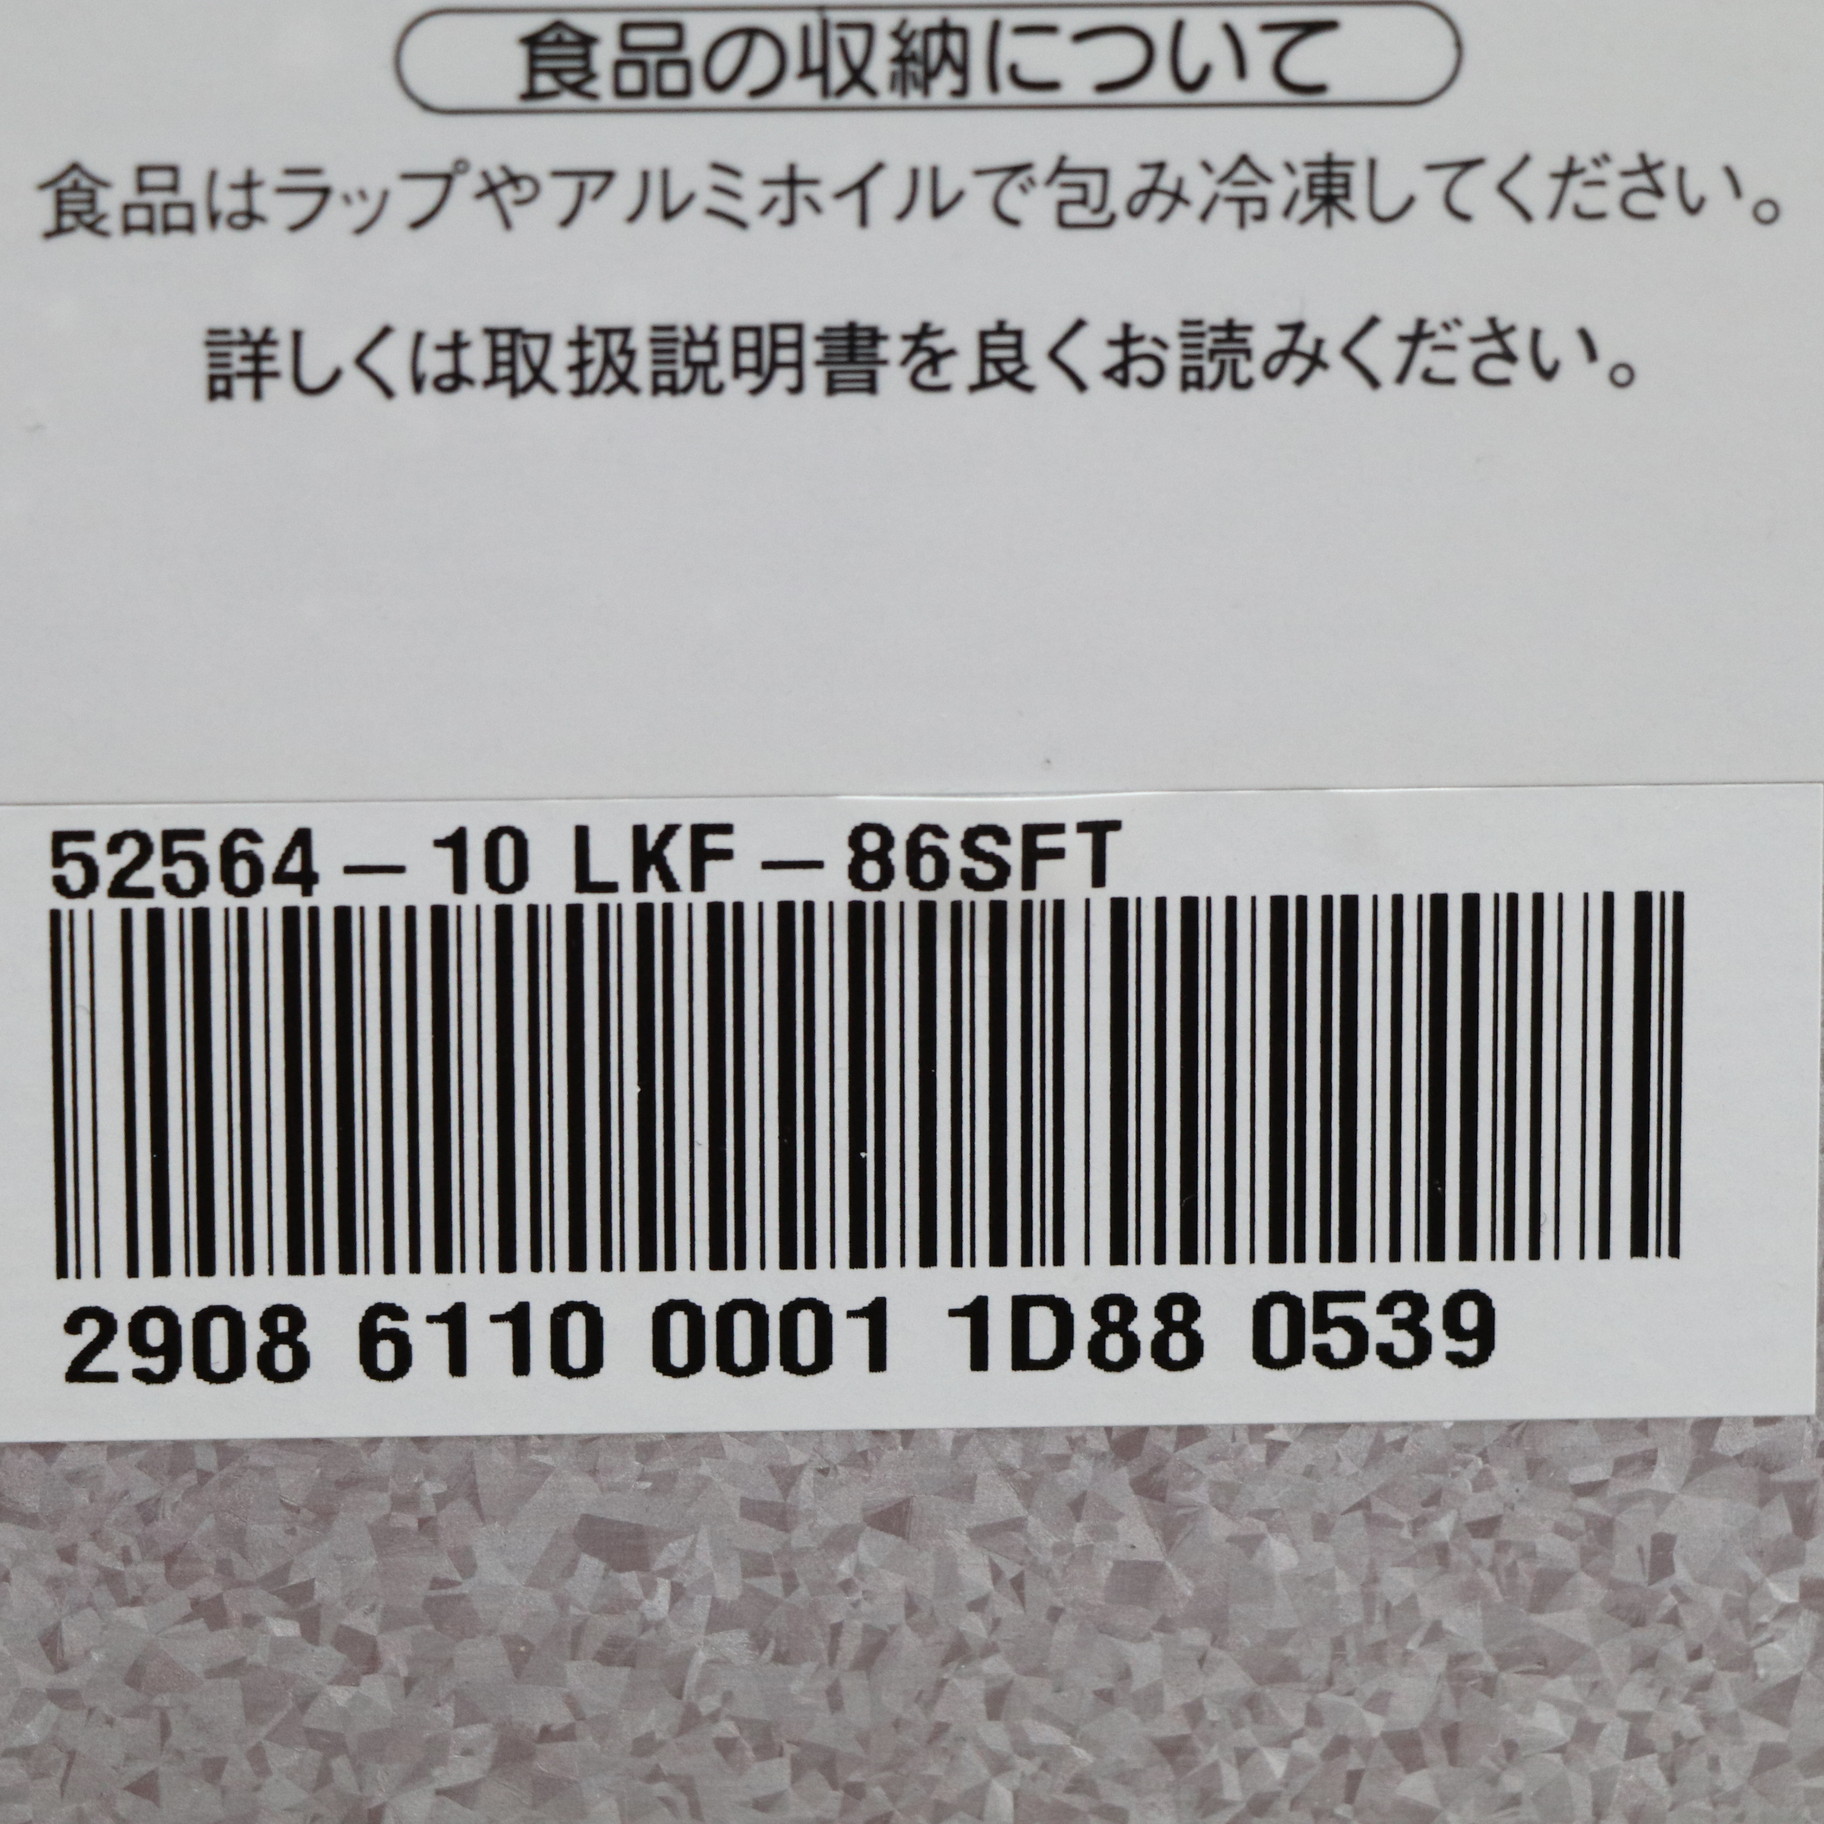 食品の収納について
食品はラップやアルミホイルで包み冷凍してください。
詳しくは取扱説明書を良くお読みください。
52564-10 LKF-86SFT
2908 6110 0001 1D88 0539